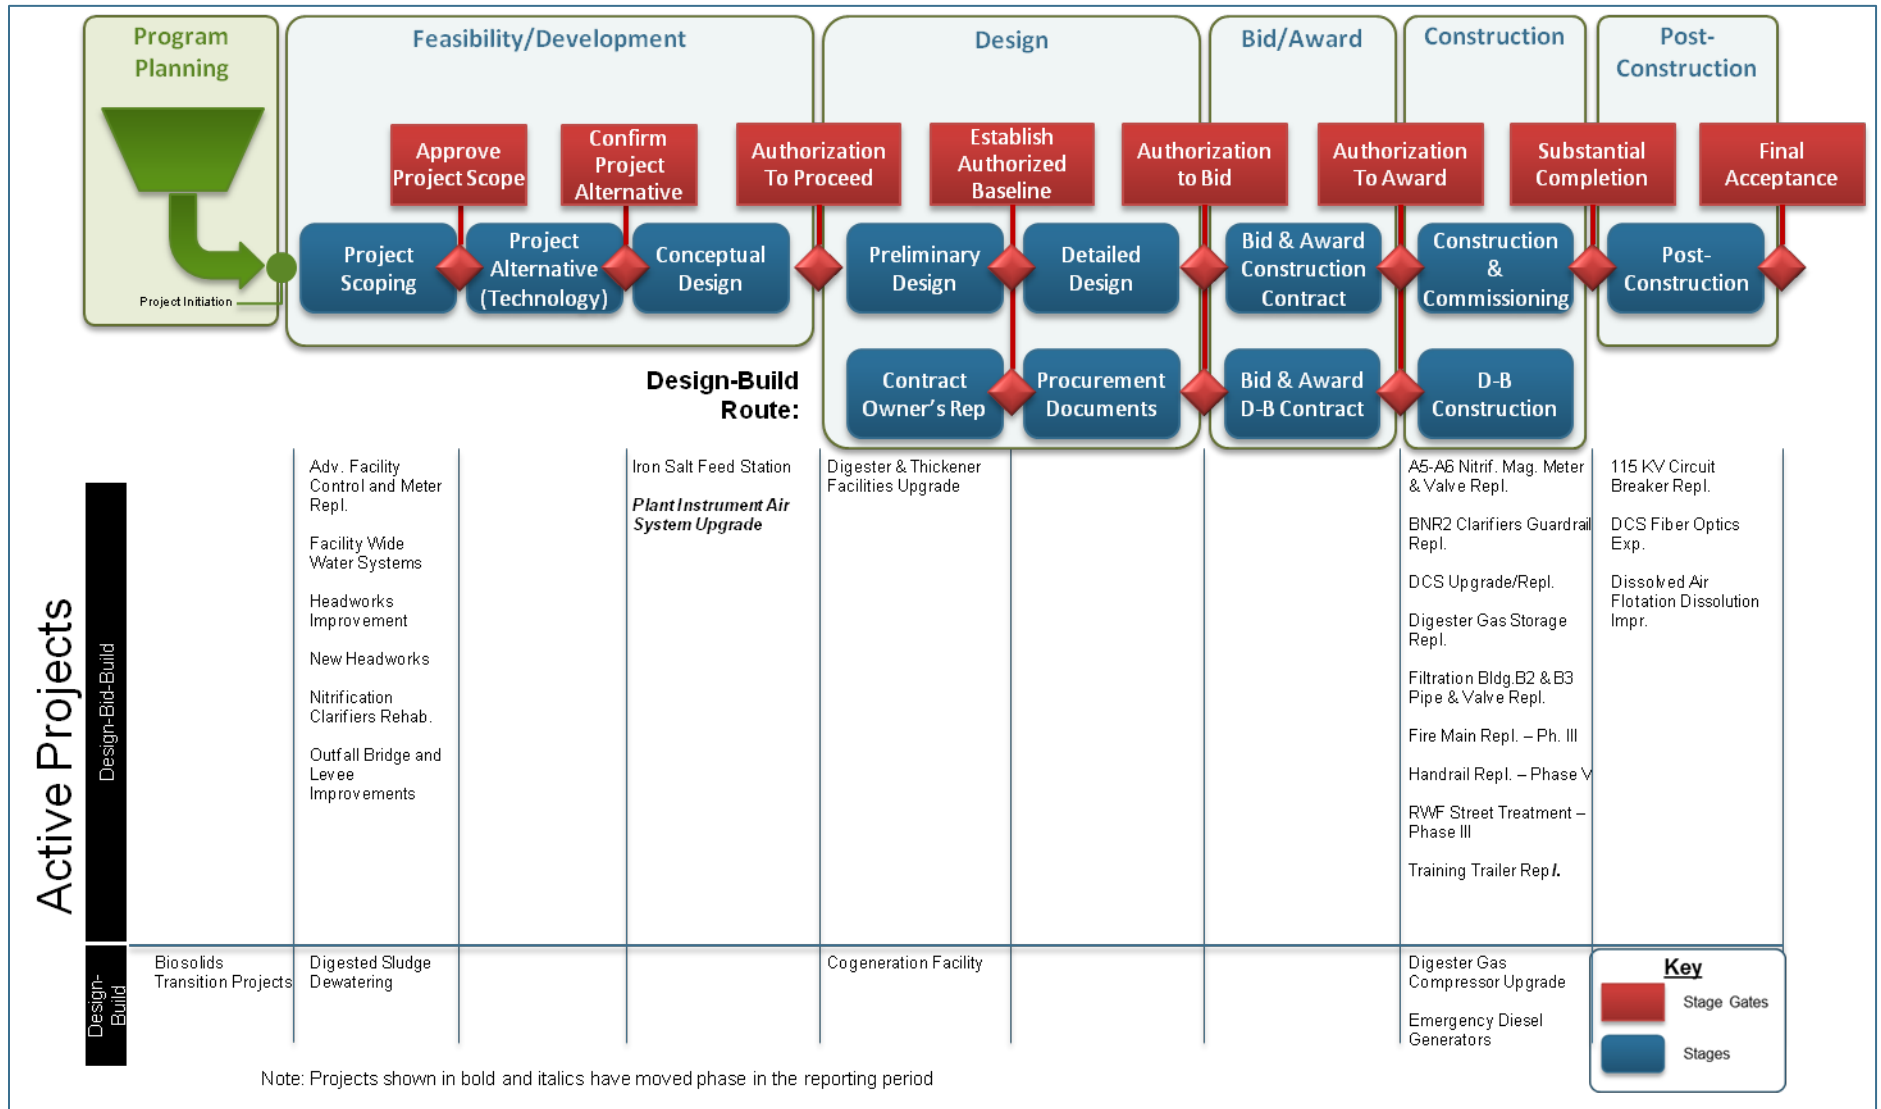 Program
Planning
Feasibility/Development
Design
Bid/Award
Construction
Post-
Construction
Approve
Project Scope
Confirm
Project
Alternative
Authorization
To Proceed
Establish
Authorized
Baseline
Authorization
to Bid
Authorization
To Award
Substantial
Completion
Final
Acceptance
Project Initiation
Project
Scoping
Project
Alternative
(Technology)
Conceptual
Design
Preliminary
Design
Detailed
Design
Bid & Award
Construction
Contract
Construction
&
Commissioning
Post-
Construction
Design-Build
Route:
Contract
Owner's Rep
Procurement
Documents
Bid & Award
D-B Contract
D-B
Construction
Active Projects
Design-Bid-Build
Adv. Facility
Control and Meter
Repl.
Facility Wide
Water Systems
Headworks
Improvement
New Headworks
Nitrification
Clarifiers Rehab.
Outfall Bridge and
Levee
Improvements
Iron Salt Feed Station
Plant Instrument Air
System Upgrade
Digester & Thickener
Facilities Upgrade
A5-A6 Nitrif. Mag. Meter
& Valve Repl.
BNR2 Clarifiers Guardrail
Repl.
DCS Upgrade/Repl.
Digester Gas Storage
Repl.
Filtration Bldg.B2 & B3
Pipe & Valve Repl.
Fire Main Repl. – Ph. III
Handrail Repl. – Phase V
RWF Street Treatment –
Phase III
Training Trailer Repl.
115 KV Circuit
Breaker Repl.
DCS Fiber Optics
Exp.
Dissolved Air
Flotation Dissolution
Impr.
Design-
Build
Biosolids
Transition Projects
Digested Sludge
Dewatering
Cogeneration Facility
Digester Gas
Compressor Upgrade
Emergency Diesel
Generators
Key
Stage Gates
Stages
Note: Projects shown in bold and italics have moved phase in the reporting period